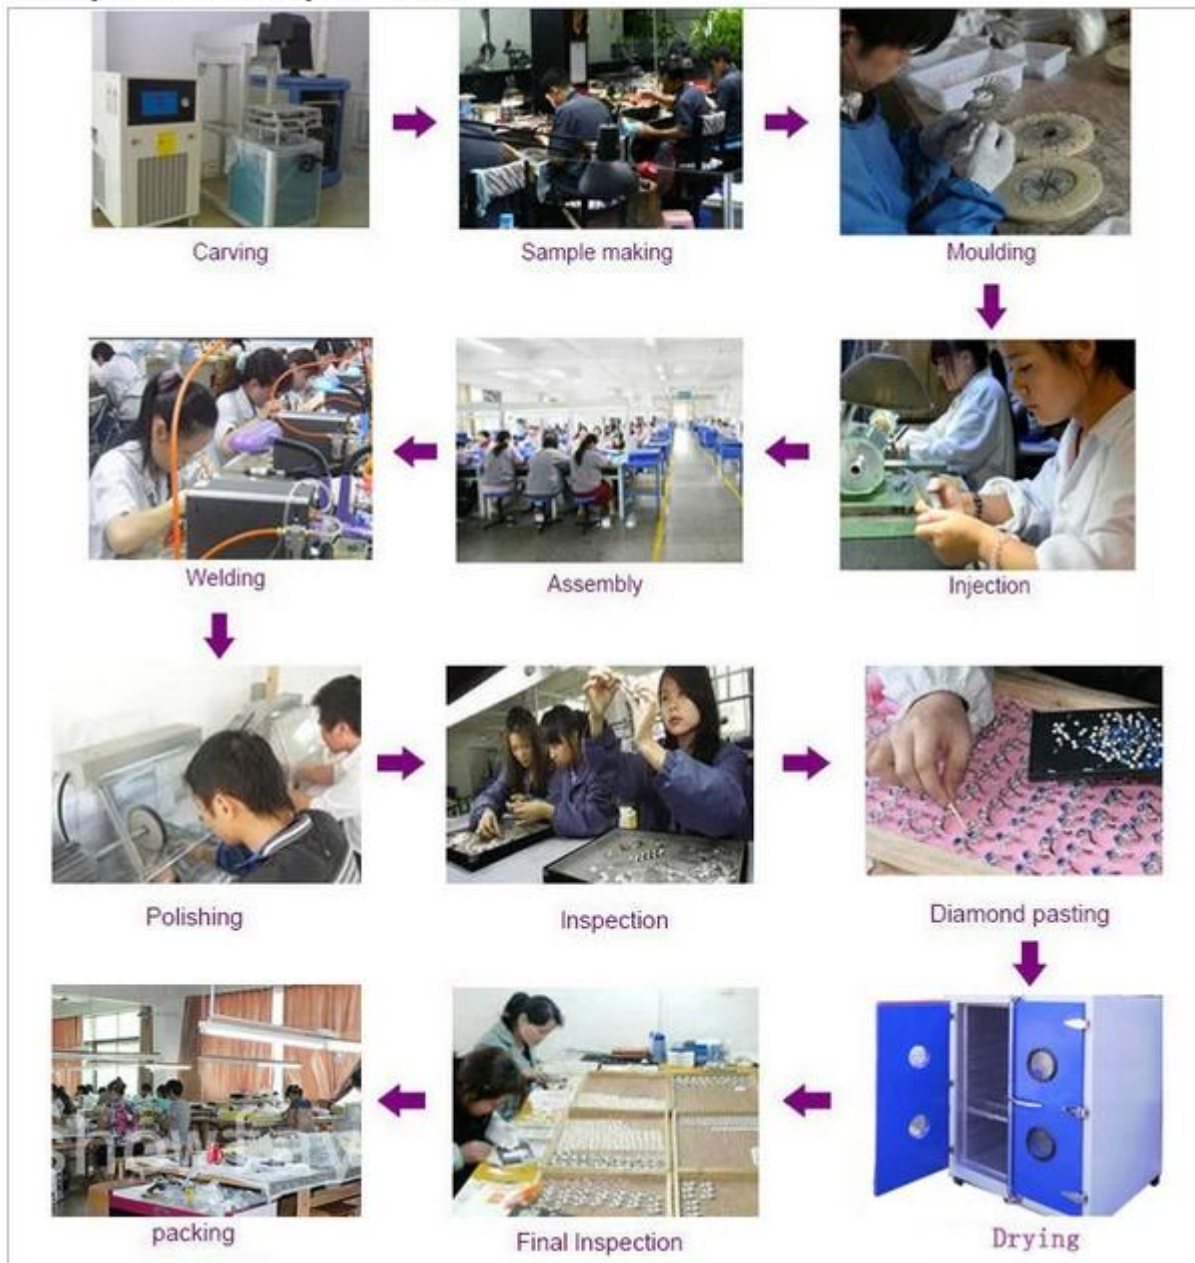 Carving
Sample making
Moulding
Injection
Assembly
Welding
Polishing
Inspection
Diamond pasting
Drying
Final Inspection
packing